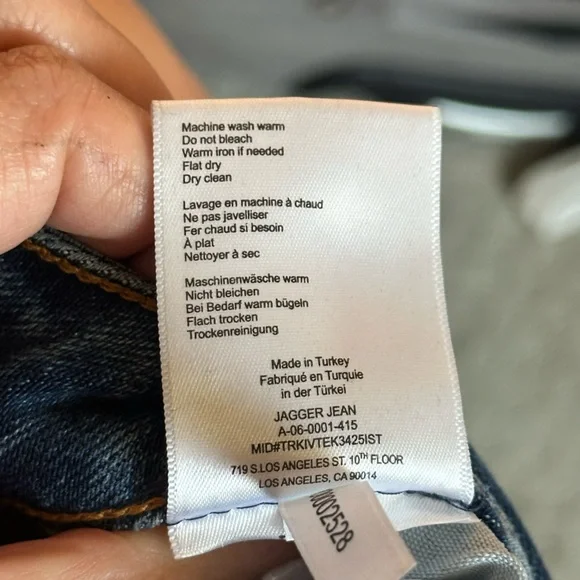 Machine wash warm
Do not bleach
Warm iron if needed
Flat dry
Dry clean
Lavage en machine à chaud
Ne pas javelliser
Fer chaud si besoin
À plat
Nettoyer à sec
Maschinenwäsche warm
Nicht bleichen
Bei Bedarf warm bügeln
Flach trocken
Trockenreinigung
Made in Turkey
Fabriqué en Turquie
in der Türkei
JAGGER JEAN
A-06-0001-415
MID#TRKIVTEK3425IST
719 S.LOS ANGELES ST. 10TH FLOOR
LOS ANGELES, CA 90014